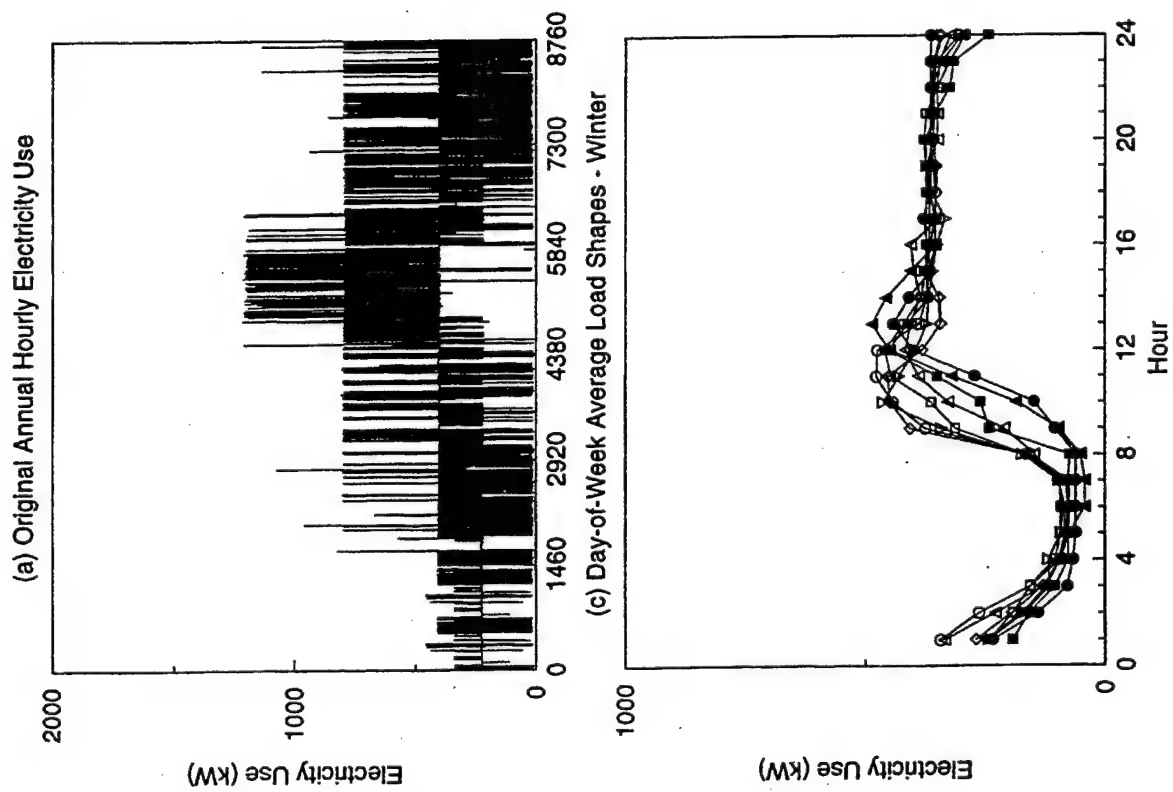 (a) Original Annual Hourly Electricity Use
2000
1000
0
Electricity Use (kW)
0 1460 2920 4380 5840 7300 8760
(c) Day-of-Week Average Load Shapes - Winter
1000
0
Electricity Use (kW)
0 4 8 12 16 20 24
Hour